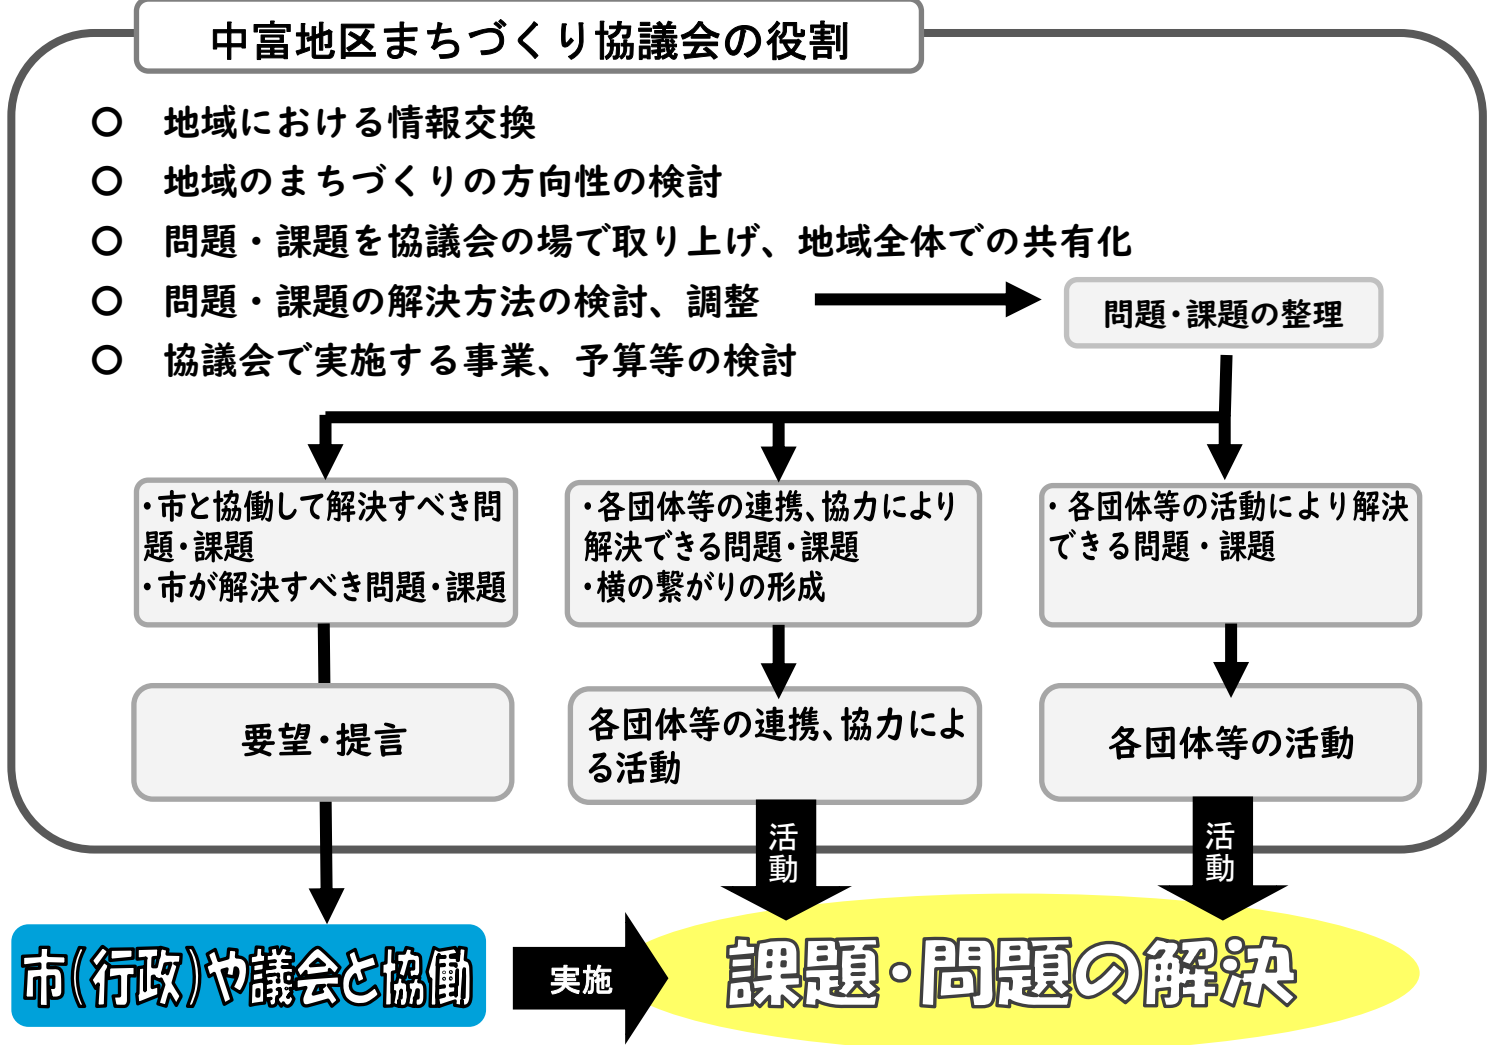 中富地区まちづくり協議会の役割
○ 地域における情報交換
○ 地域のまちづくりの方向性の検討
○ 問題・課題を協議会の場で取り上げ、地域全体での共有化
○ 問題・課題の解決方法の検討、調整
問題・課題の整理
○ 協議会で実施する事業、予算等の検討
・市と協働して解決すべき問
題・課題
・市が解決すべき問題・課題
・各団体等の連携、協力により
解決できる問題・課題
・横の繋がりの形成
・各団体等の活動により解決
できる問題・課題
要望・提言
各団体等の連携、協力によ
る活動
各団体等の活動
活動
活動
市(行政)や議会と協働
実施
課題・問題の解決